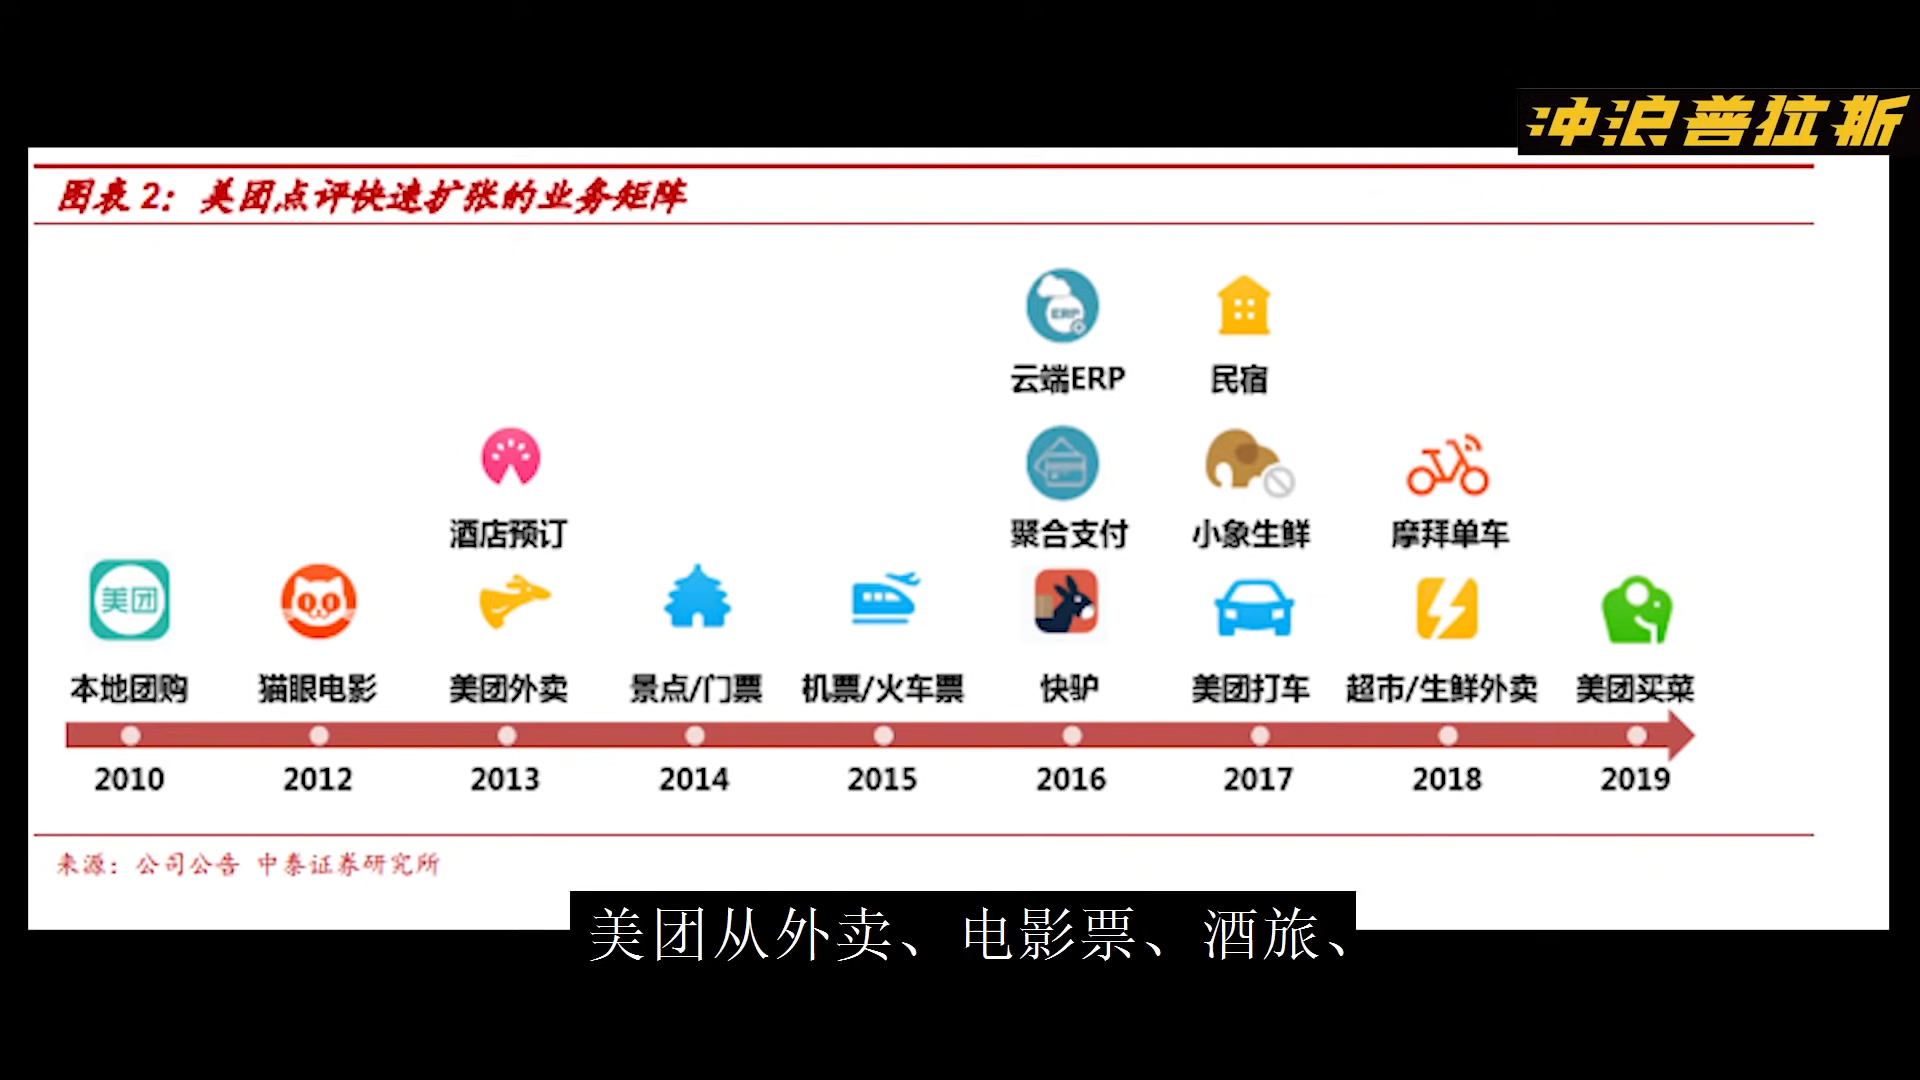 冲浪普拉斯
图表 2：美团点评快速扩张的业务矩阵
ERP
云端ERP 民宿
酒店预订 聚合支付 小象生鲜 摩拜单车
美团
本地团购 猫眼电影 美团外卖 景点/门票 机票/火车票 快驴 美团打车 超市/生鲜外卖 美团买菜
2010 2012 2013 2014 2015 2016 2017 2018 2019
来源：公司公告 中泰证券研究所
美团从外卖、电影票、酒旅、